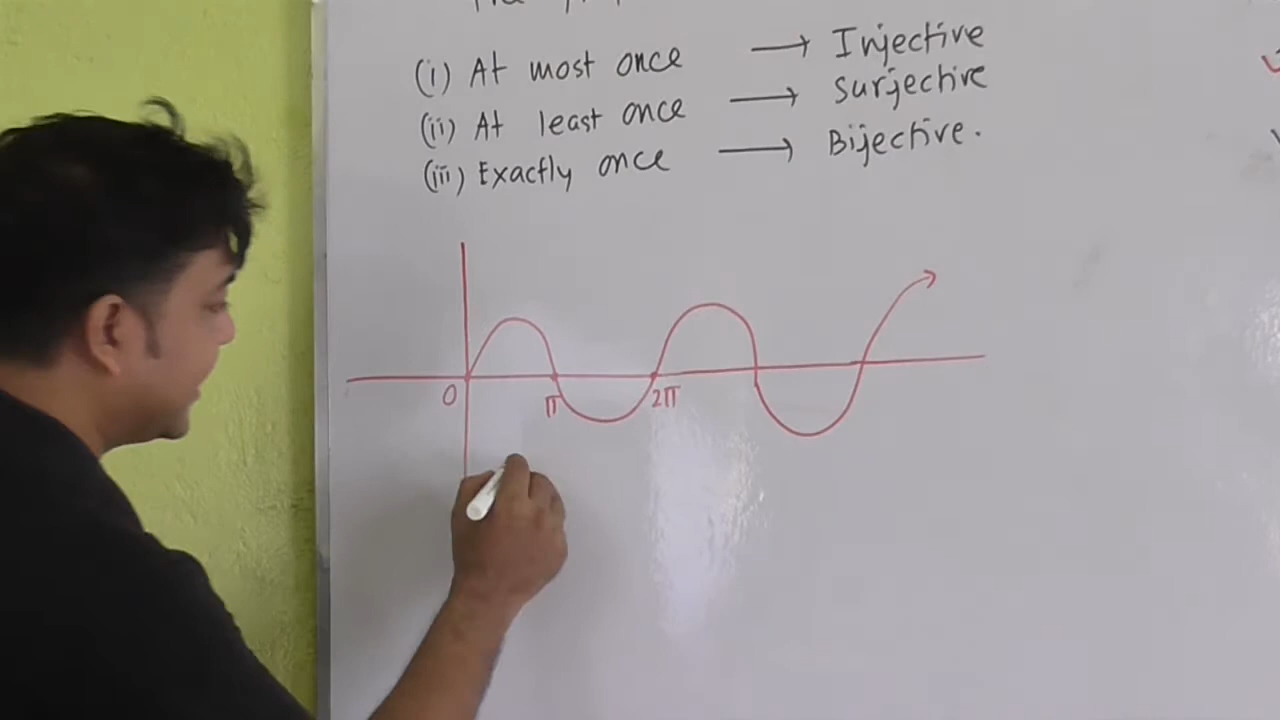 (i) At most once → Injective
(ii) At least once → Surjective
(iii) Exactly once → Bijective.
0 π 2π